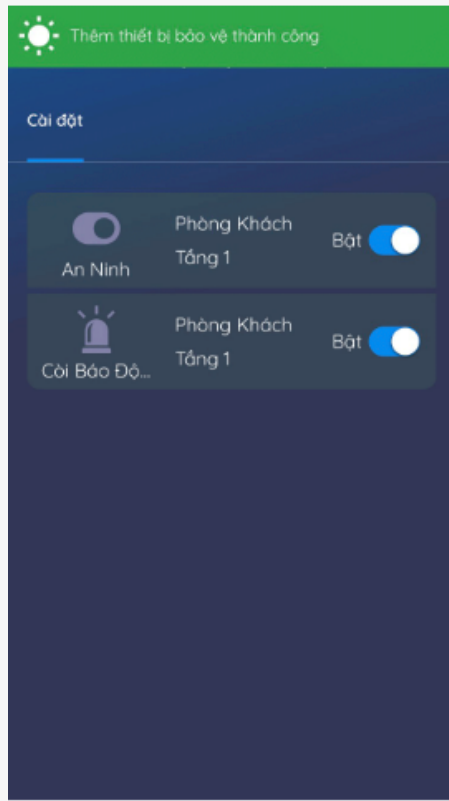 Thêm thiết bị bảo vệ thành công
Cài đặt
Phòng Khách
An Ninh
Tầng 1
Bật
Phòng Khách
Còi Báo Độ...
Tầng 1
Bật